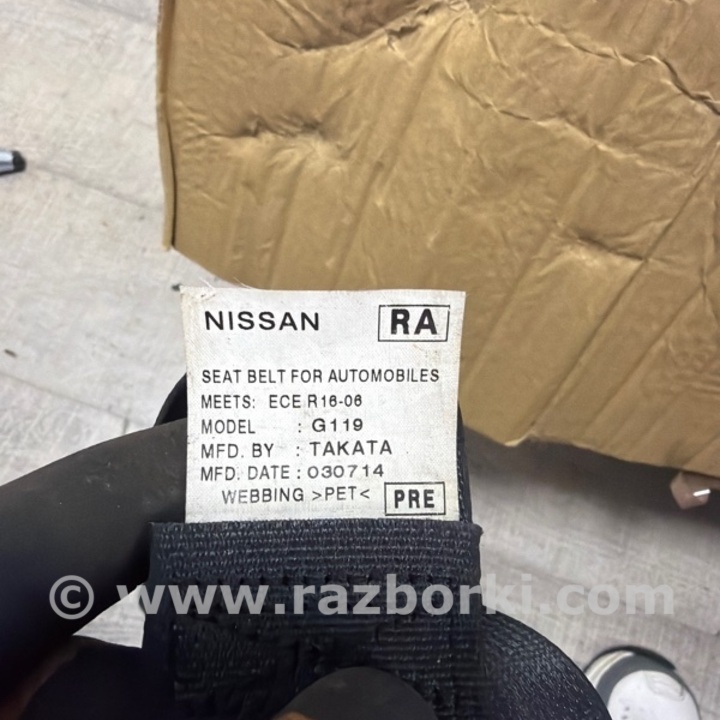 NISSAN RA
SEAT BELT FOR AUTOMOBILES
MEETS: ECE R16-06
MODEL : G119
MFD. BY : TAKATA
MFD. DATE : 030714
WEBBING >PET< PRE
© www.razborki.com